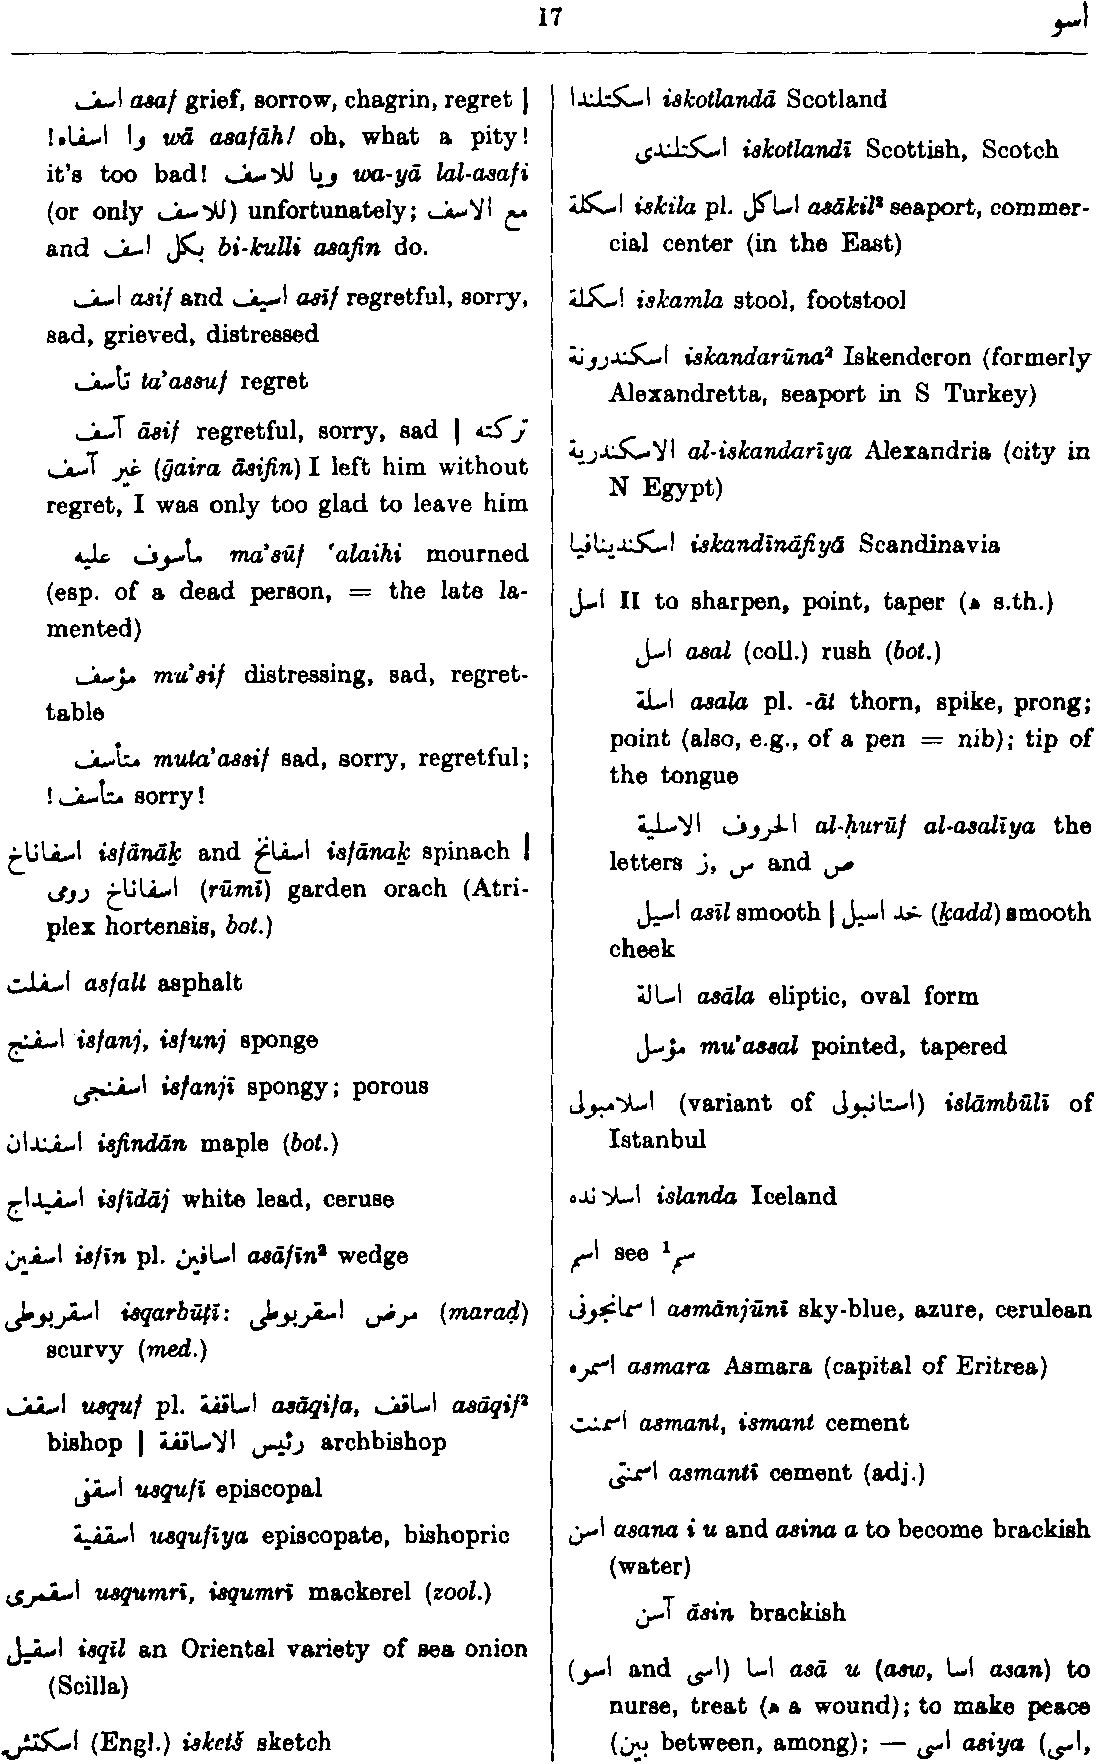 17
اسو
اسف asaf grief, sorrow, chagrin, regret |
وا اسفاه! wā asafāh! oh, what a pity!
it's too bad! ويا للاسف wa-yā lal-asafi
(or only للاسف) unfortunately; مع الاسف
and بكل اسف bi-kulli asafin do.
اسف asif and اسيف asīf regretful, sorry,
sad, grieved, distressed
تأسف ta'assuf regret
آسف āsif regretful, sorry, sad | تركته
غير آسف (ḡaira āsifin) I left him without
regret, I was only too glad to leave him
مأسوف عليه ma'sūf 'alaihi mourned
(esp. of a dead person, = the late la-
mented)
مؤسف mu'sif distressing, sad, regret-
table
متأسف muta'assif sad, sorry, regretful;
متأسف! sorry!
اسفاناخ isfānāḵ and اسفانخ isfānaḵ spinach |
اسفاناخ رومى (rūmī) garden orach (Atri-
plex hortensis, bot.)
اسفلت asfalt asphalt
اسفنج isfanj, isfunj sponge
اسفنجى isfanjī spongy; porous
اسفندان isfindān maple (bot.)
اسفيداج isfīdāj white lead, ceruse
اسفين isfīn pl. اسافين asāfīn² wedge
اسقربوطى isqarbūṭī: مرض اسقربوطى (maraḍ)
scurvy (med.)
اسقف usquf pl. اساقفة asāqifa, اساقف asāqif²
bishop | رئيس الاساقفة archbishop
اسقفى usqufī episcopal
اسقفية usqufīya episcopate, bishopric
اسقمرى usqumrī, isqumrī mackerel (zool.)
اسقيل isqīl an Oriental variety of sea onion
(Scilla)
اسكتش (Engl.) isketš sketch
اسكتلندا iskotlandā Scotland
اسكتلندى iskotlandī Scottish, Scotch
اسكلة iskila pl. اساكل asākil² seaport, commer-
cial center (in the East)
اسكملة iskamla stool, footstool
اسكندرونة iskandarūna² Iskenderon (formerly
Alexandretta, seaport in S Turkey)
الاسكندرية al-iskandarīya Alexandria (city in
N Egypt)
اسكنديناڤيا iskandīnāfiyā Scandinavia
اسل II to sharpen, point, taper (ه s.th.)
اسل asal (coll.) rush (bot.)
اسلة asala pl. -āt thorn, spike, prong;
point (also, e.g., of a pen = nib); tip of
the tongue
الحروف الاسلية al-ḥurūf al-asalīya the
letters ز, س and ص
اسيل asīl smooth | خد اسيل (ḵadd) smooth
cheek
اسالة asāla eliptic, oval form
مؤسل mu'assal pointed, tapered
اسلامبولى (variant of استانبولى) islāmbūlī of
Istanbul
اسلانده islanda Iceland
اسم see ¹سم
اسمانجونى asmānjūnī sky-blue, azure, cerulean
اسمره asmara Asmara (capital of Eritrea)
اسمنت asmant, ismant cement
اسمنتى asmantī cement (adj.)
اسن asana i u and asina a to become brackish
(water)
آسن āsin brackish
(اسو and اسى) اسا asā u (asw, اسا asan) to
nurse, treat (ه a wound); to make peace
(بين between, among); — اسى asiya (اسى,